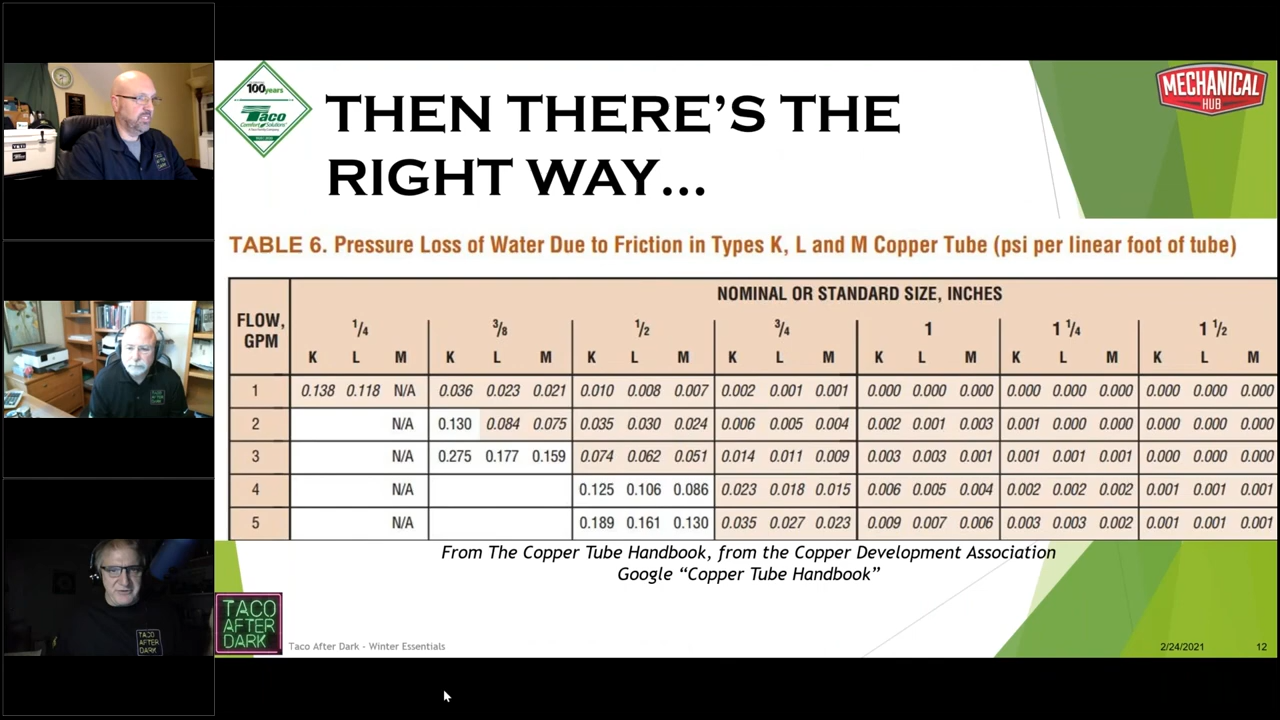 100years
Taco
Comfort Solutions
MECHANICAL
HUB
THEN THERE'S THE
RIGHT WAY...
TABLE 6. Pressure Loss of Water Due to Friction in Types K, L and M Copper Tube (psi per linear foot of tube)
FLOW, GPM NOMINAL OR STANDARD SIZE, INCHES
1/4 3/8 1/2 3/4 1 1 1/4 1 1/2
K L M K L M K L M K L M K L M K L M K L M
1 0.138 0.118 N/A 0.036 0.023 0.021 0.010 0.008 0.007 0.002 0.001 0.001 0.000 0.000 0.000 0.000 0.000 0.000 0.000 0.000 0.000
2 N/A 0.130 0.084 0.075 0.035 0.030 0.024 0.006 0.005 0.004 0.002 0.001 0.003 0.001 0.000 0.000 0.000 0.000 0.000
3 N/A 0.275 0.177 0.159 0.074 0.062 0.051 0.014 0.011 0.009 0.003 0.003 0.001 0.001 0.001 0.001 0.000 0.000 0.000
4 N/A 0.125 0.106 0.086 0.023 0.018 0.015 0.006 0.005 0.004 0.002 0.002 0.002 0.001 0.001 0.001
5 N/A 0.189 0.161 0.130 0.035 0.027 0.023 0.009 0.007 0.006 0.003 0.003 0.002 0.001 0.001 0.001
From The Copper Tube Handbook, from the Copper Development Association
Google "Copper Tube Handbook"
TACO
AFTER
DARK
Taco After Dark - Winter Essentials
2/24/2021
12
TACO
AFTER
DARK